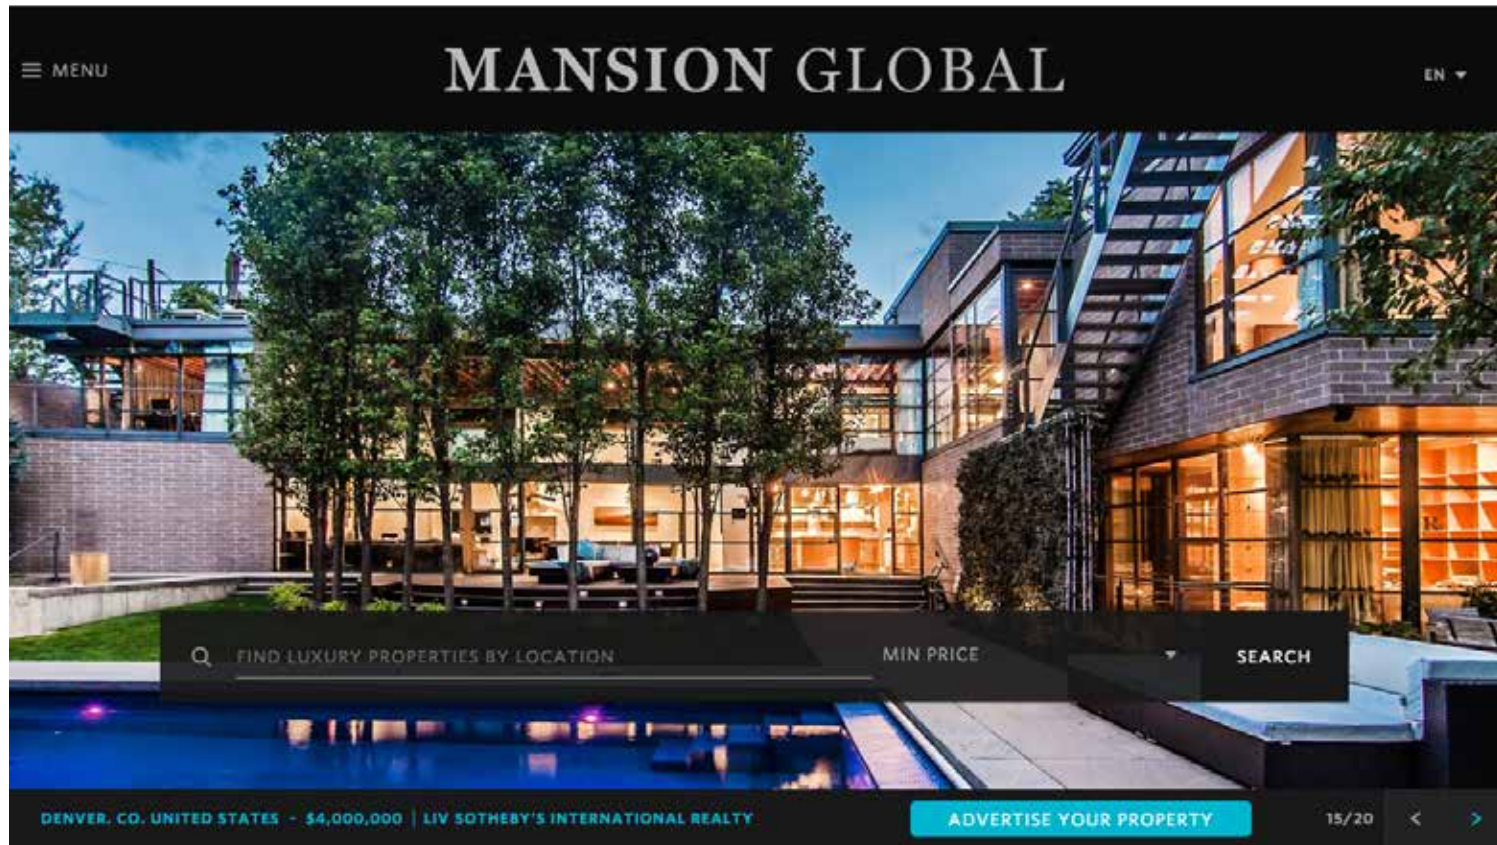 MENU
MANSION GLOBAL
EN
FIND LUXURY PROPERTIES BY LOCATION
MIN PRICE
SEARCH
DENVER. CO. UNITED STATES - $4,000,000 | LIV SOTHEBY'S INTERNATIONAL REALTY
ADVERTISE YOUR PROPERTY
15/20 < >